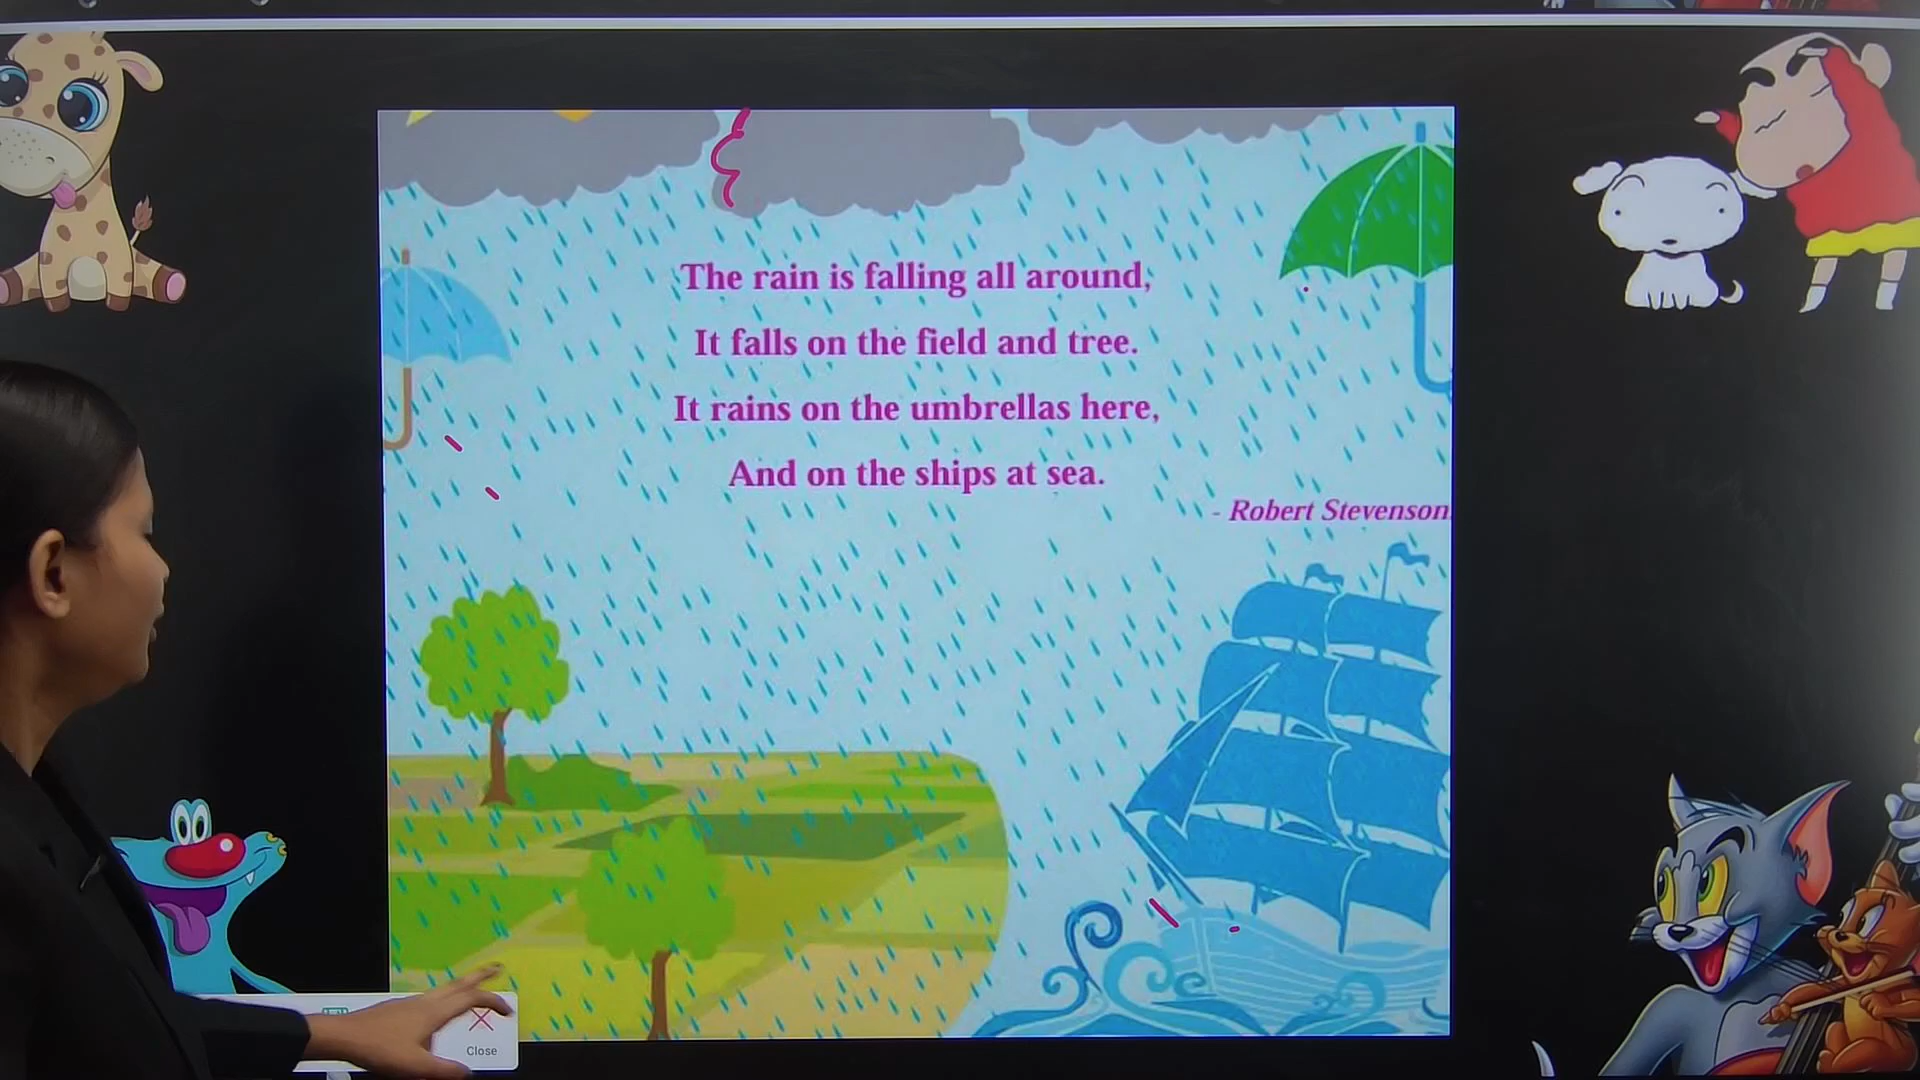 The rain is falling all around,
It falls on the field and tree.
It rains on the umbrellas here,
And on the ships at sea.
- Robert Stevenson
Close